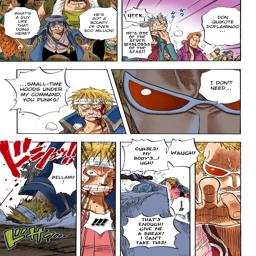 DON
QUIXOTE
DOFLAMINGO
URRK...
HE'S ONE
OF THE
SEVEN
WARLORDS
OF THE
SEA!!
HE'S GOT A
BOUNTY OF
OVER
300 MILLION!
WHAT'S A
GUY LIKE
THAT
DOING
HERE?
I DON'T
NEED...
...SMALL-TIME
HOODS UNDER
MY COMMAND,
YOU PUNKS!
WAUGH!
CURSES!
MY
BODY'S...
UGH!
THAT'S
ENOUGH!
GIVE
ME A
BREAK!
I CAN'T
TAKE THIS!
!!!
BELLAMY